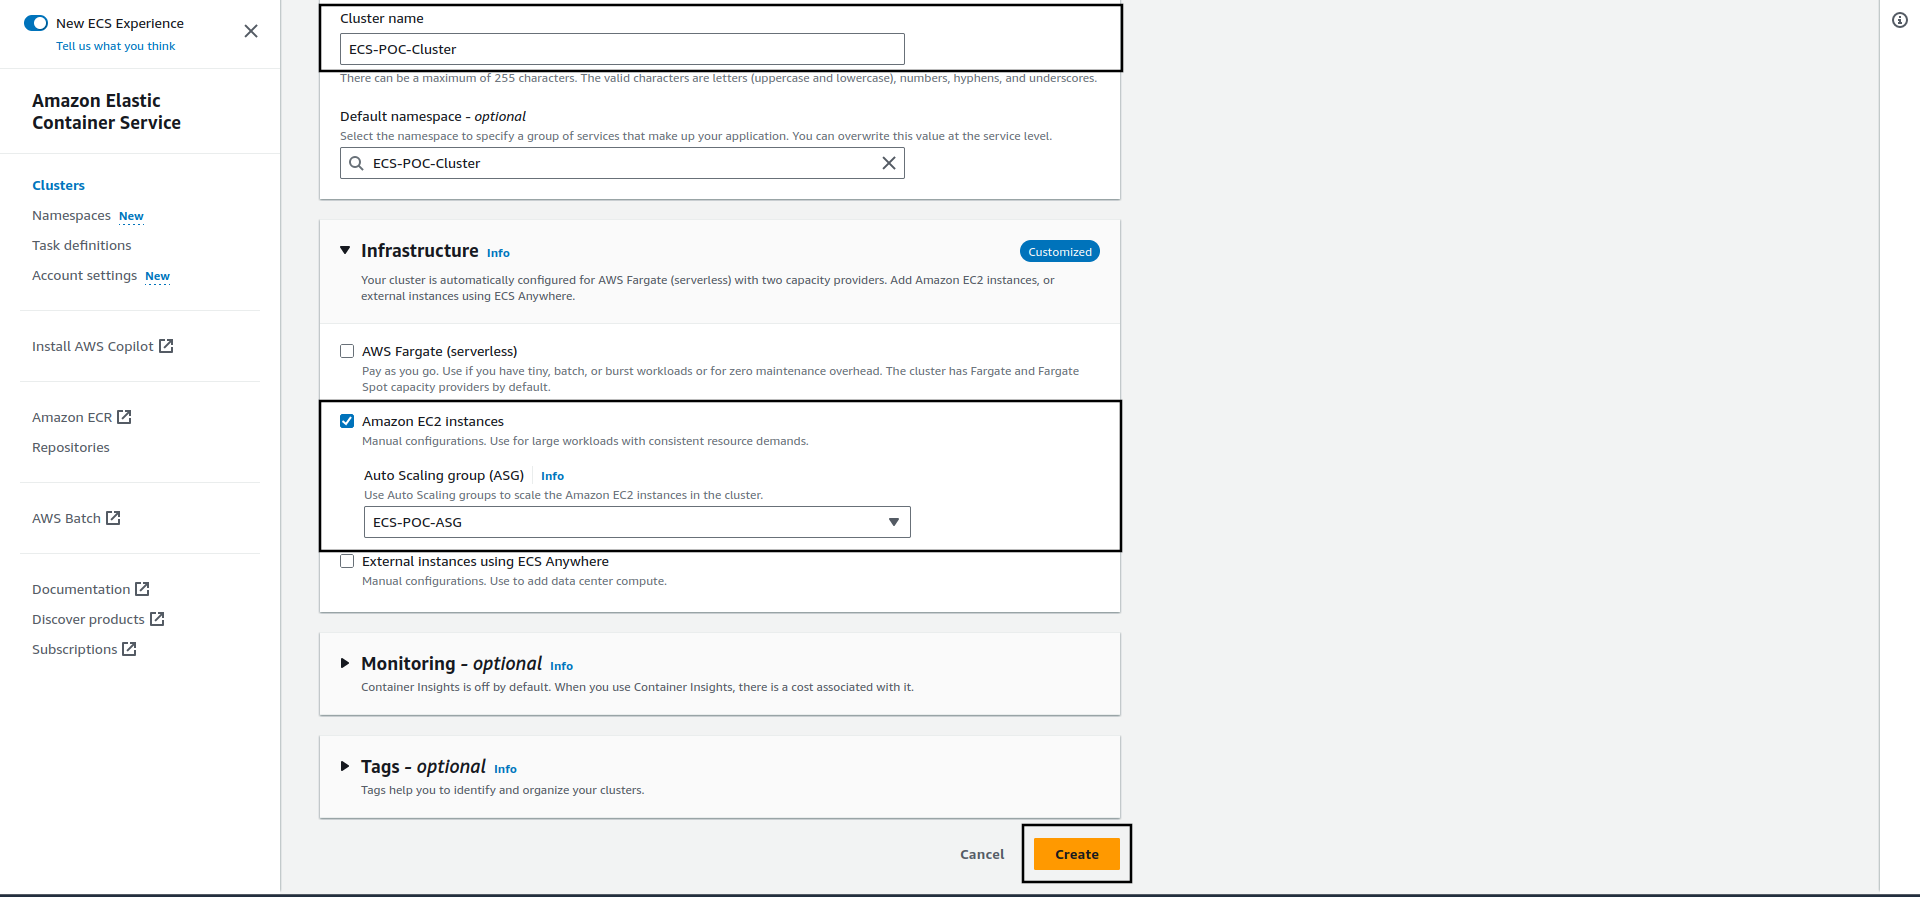 New ECS Experience
Tell us what you think
Amazon Elastic
Container Service
Clusters
Namespaces New
Task definitions
Account settings New
Install AWS Copilot
Amazon ECR
Repositories
AWS Batch
Documentation
Discover products
Subscriptions
Cluster name
ECS-POC-Cluster
There can be a maximum of 255 characters. The valid characters are letters (uppercase and lowercase), numbers, hyphens, and underscores.
Default namespace - optional
Select the namespace to specify a group of services that make up your application. You can overwrite this value at the service level.
ECS-POC-Cluster
Infrastructure Info
Customized
Your cluster is automatically configured for AWS Fargate (serverless) with two capacity providers. Add Amazon EC2 instances, or
external instances using ECS Anywhere.
AWS Fargate (serverless)
Pay as you go. Use if you have tiny, batch, or burst workloads or for zero maintenance overhead. The cluster has Fargate and Fargate
Spot capacity providers by default.
Amazon EC2 instances
Manual configurations. Use for large workloads with consistent resource demands.
Auto Scaling group (ASG) Info
Use Auto Scaling groups to scale the Amazon EC2 instances in the cluster.
ECS-POC-ASG
External instances using ECS Anywhere
Manual configurations. Use to add data center compute.
Monitoring - optional Info
Container Insights is off by default. When you use Container Insights, there is a cost associated with it.
Tags - optional Info
Tags help you to identify and organize your clusters.
Cancel
Create